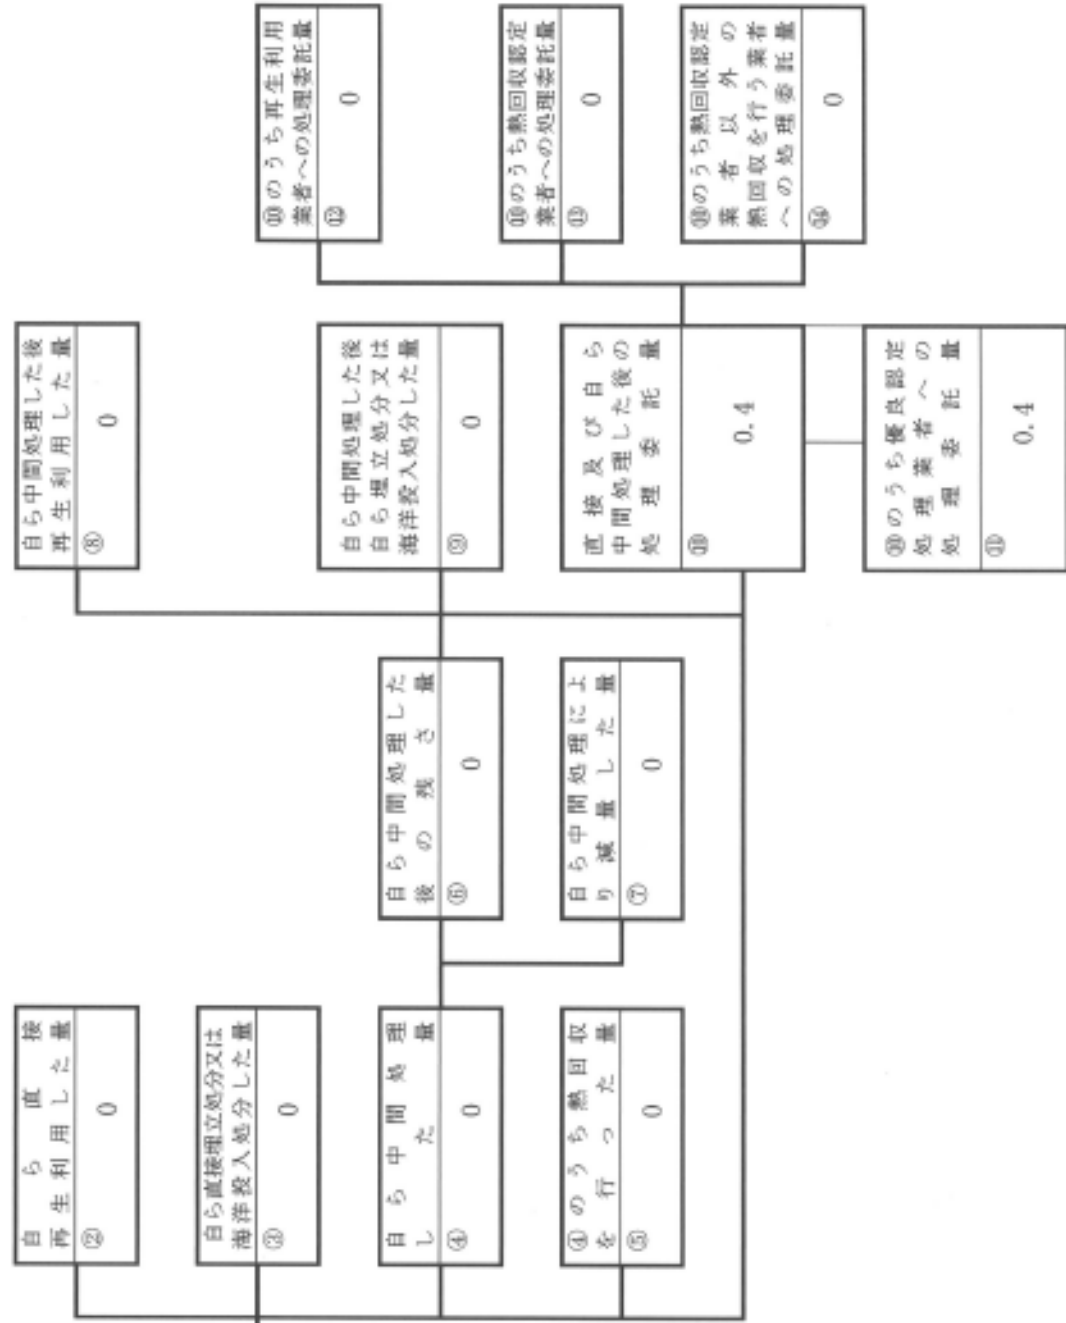 自ら直接
再生利用した量
②
0
自ら直接埋立処分又は
海洋投入処分した量
③
0
自ら中間処理
した量
④
0
④のうち熱回収
を行った量
⑤
0
自ら中間処理した
後の残さ量
⑥
0
自ら中間処理によ
り減量した量
⑦
0
自ら中間処理した後
再生利用した量
⑧
0
自ら中間処理した後
自ら埋立処分又は
海洋投入処分した量
⑨
0
直接及び自ら
中間処理した後の
処理委託量
⑩
0.4
⑩のうち優良認定
処理業者への
処理委託量
⑪
0.4
⑩のうち再生利用
業者への処理委託量
⑫
0
⑩のうち熱回収認定
業者への処理委託量
⑬
0
⑩のうち熱回収認定
業者以外の
熱回収を行う業者
への処理委託量
⑭
0